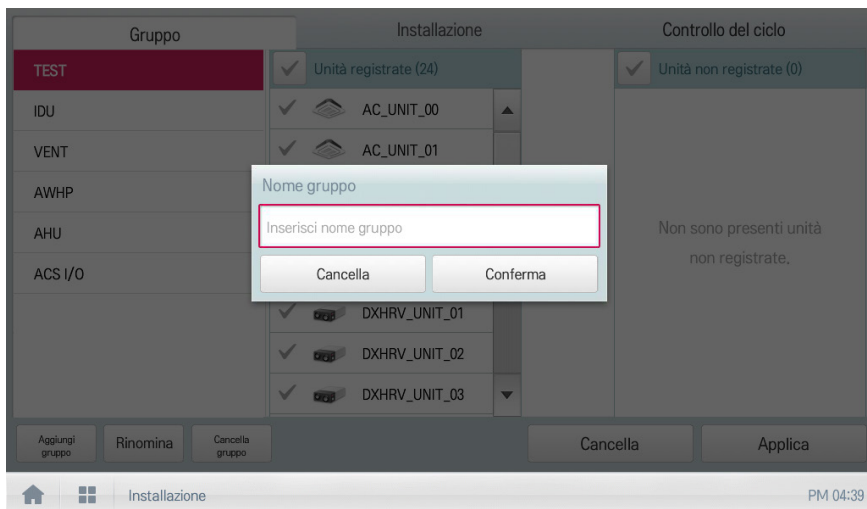 Gruppo
Installazione
Controllo del ciclo
TEST
IDU
VENT
AWHP
AHU
ACS I/O
Unità registrate (24)
AC_UNIT_00
AC_UNIT_01
DXHRV_UNIT_01
DXHRV_UNIT_02
DXHRV_UNIT_03
Unità non registrate (0)
Non sono presenti unità
non registrate.
Nome gruppo
Inserisci nome gruppo
Cancella
Conferma
Aggiungi
gruppo
Rinomina
Cancella
gruppo
Cancella
Applica
Installazione
PM 04:39